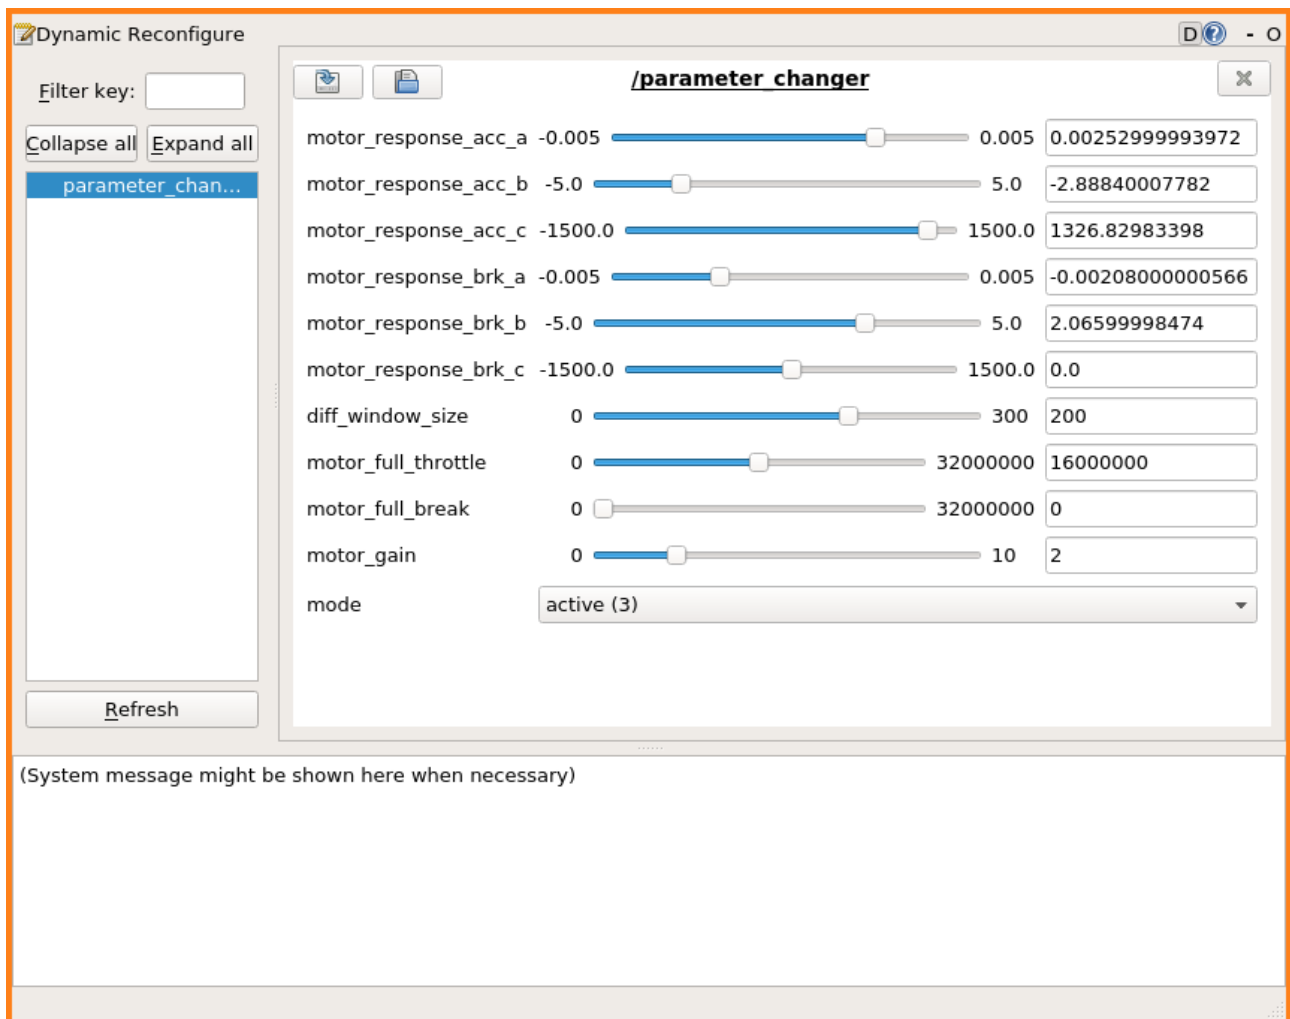 Dynamic Reconfigure D ? - O
Filter key:
Collapse all Expand all
parameter_chan...
Refresh
/parameter_changer
motor_response_acc_a -0.005 0.005 0.00252999993972
motor_response_acc_b -5.0 5.0 -2.88840007782
motor_response_acc_c -1500.0 1500.0 1326.82983398
motor_response_brk_a -0.005 0.005 -0.00208000000566
motor_response_brk_b -5.0 5.0 2.06599998474
motor_response_brk_c -1500.0 1500.0 0.0
diff_window_size 0 300 200
motor_full_throttle 0 32000000 16000000
motor_full_break 0 32000000 0
motor_gain 0 10 2
mode active (3)
(System message might be shown here when necessary)